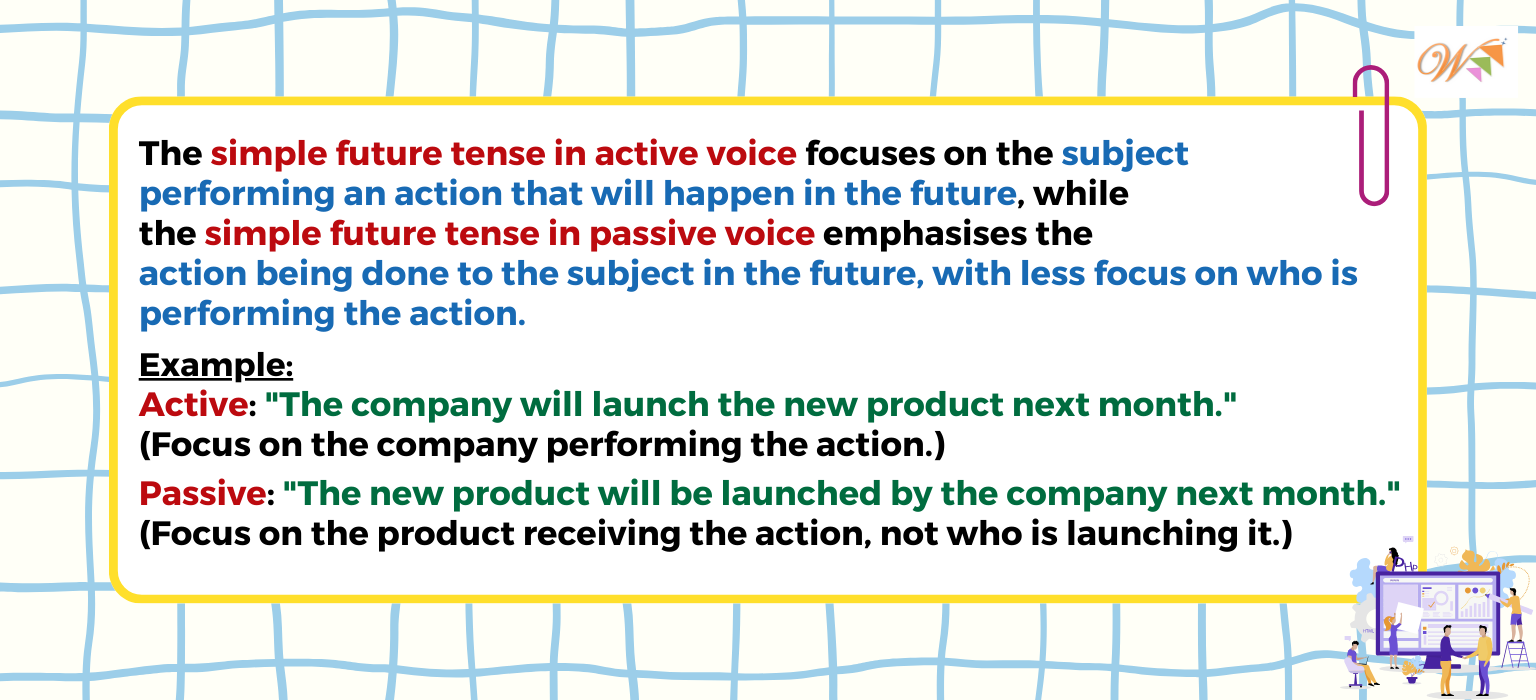 W
The simple future tense in active voice focuses on the subject
performing an action that will happen in the future, while
the simple future tense in passive voice emphasises the
action being done to the subject in the future, with less focus on who is
performing the action.
Example:
Active: "The company will launch the new product next month."
(Focus on the company performing the action.)
Passive: "The new product will be launched by the company next month."
(Focus on the product receiving the action, not who is launching it.)
PHP
HTML